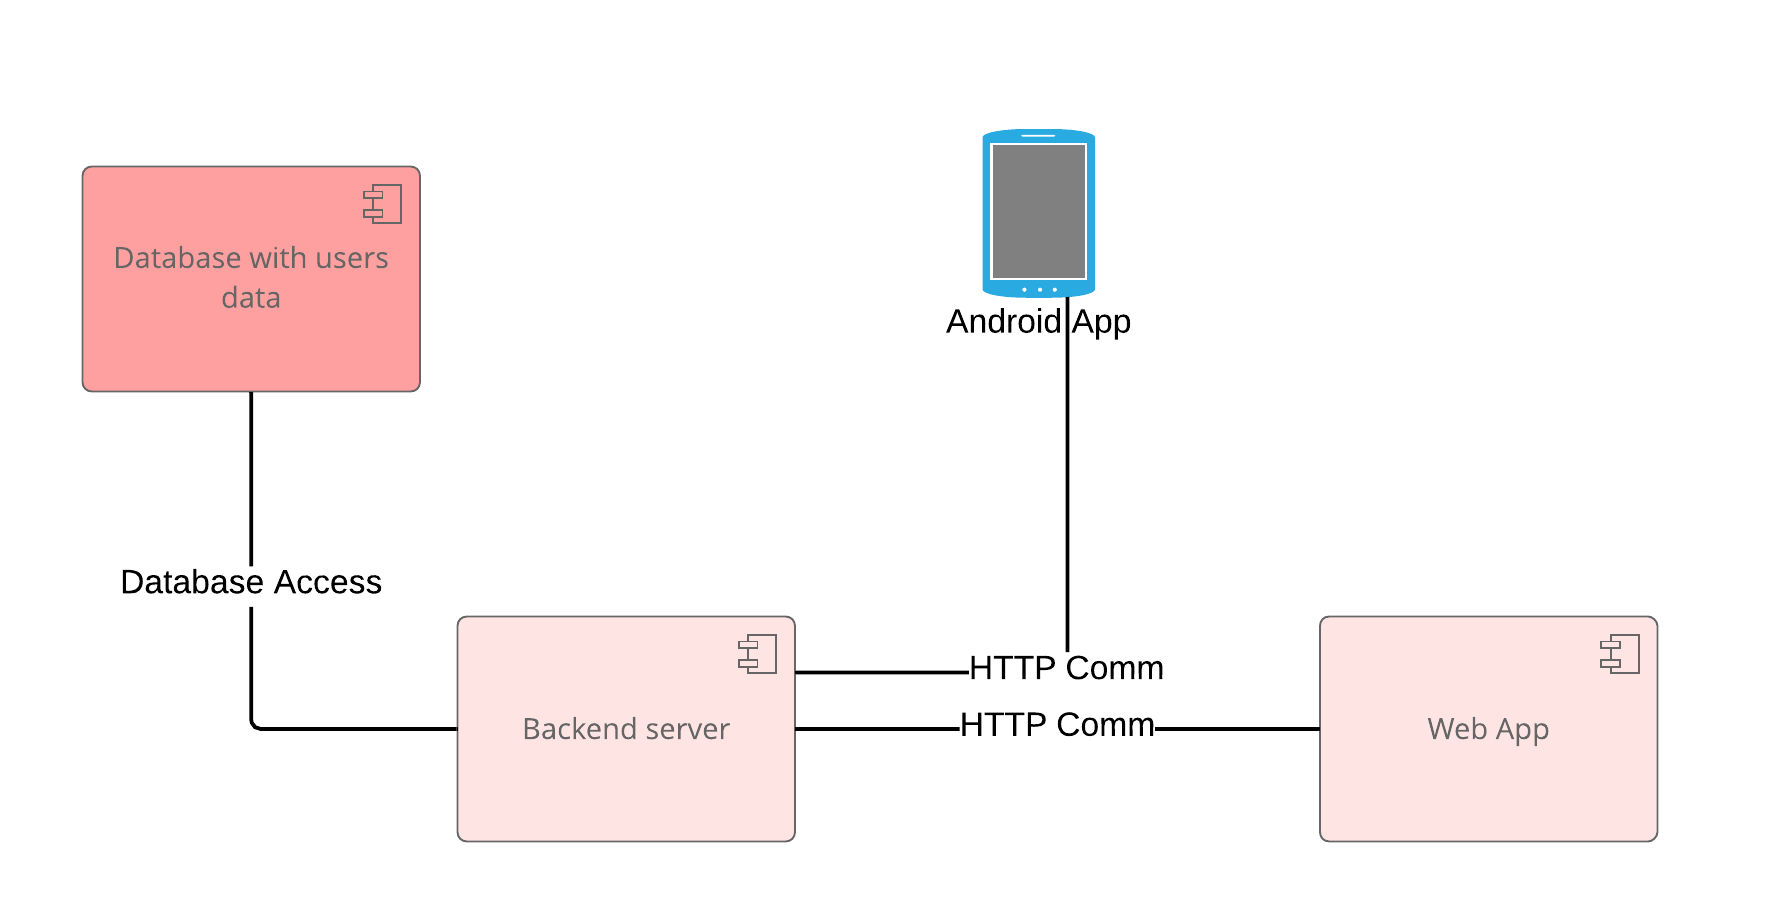 Database with users
data
Android App
Database Access
HTTP Comm
Backend server
HTTP Comm
Web App